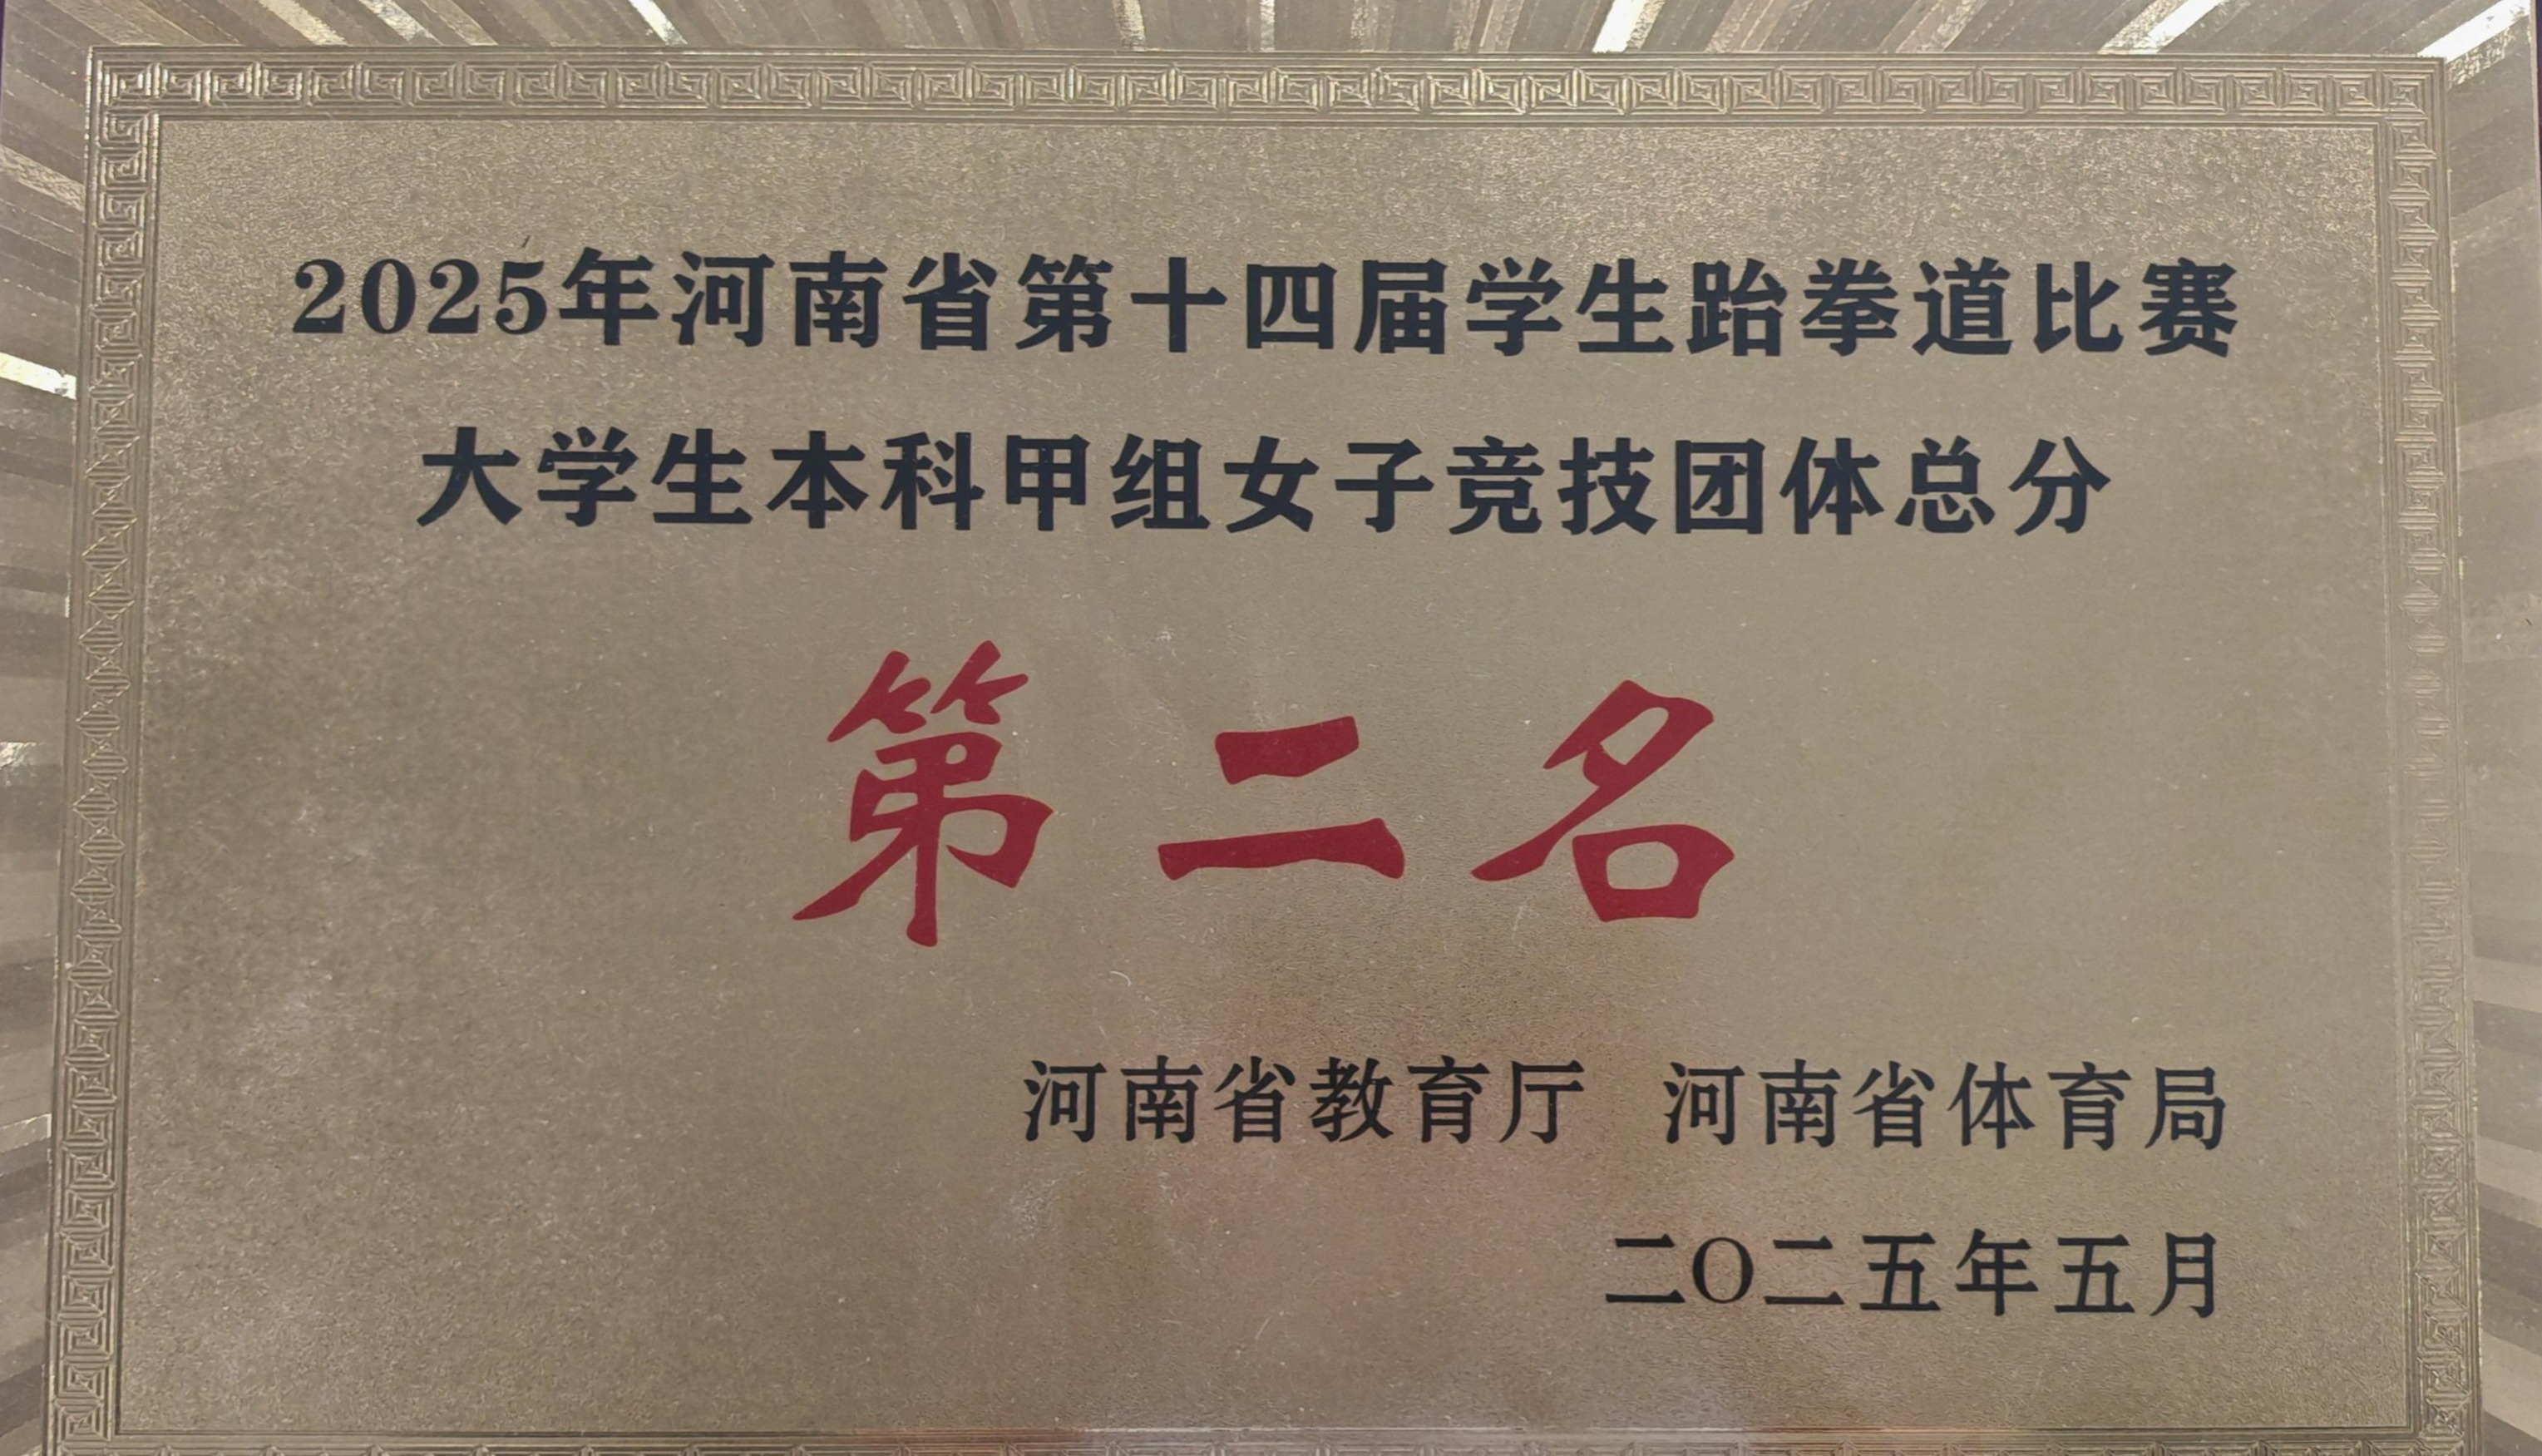 2025年河南省第十四届学生跆拳道比赛
大学生本科甲组女子竞技团体总分
第二名
河南省教育厅 河南省体育局
二〇二五年五月